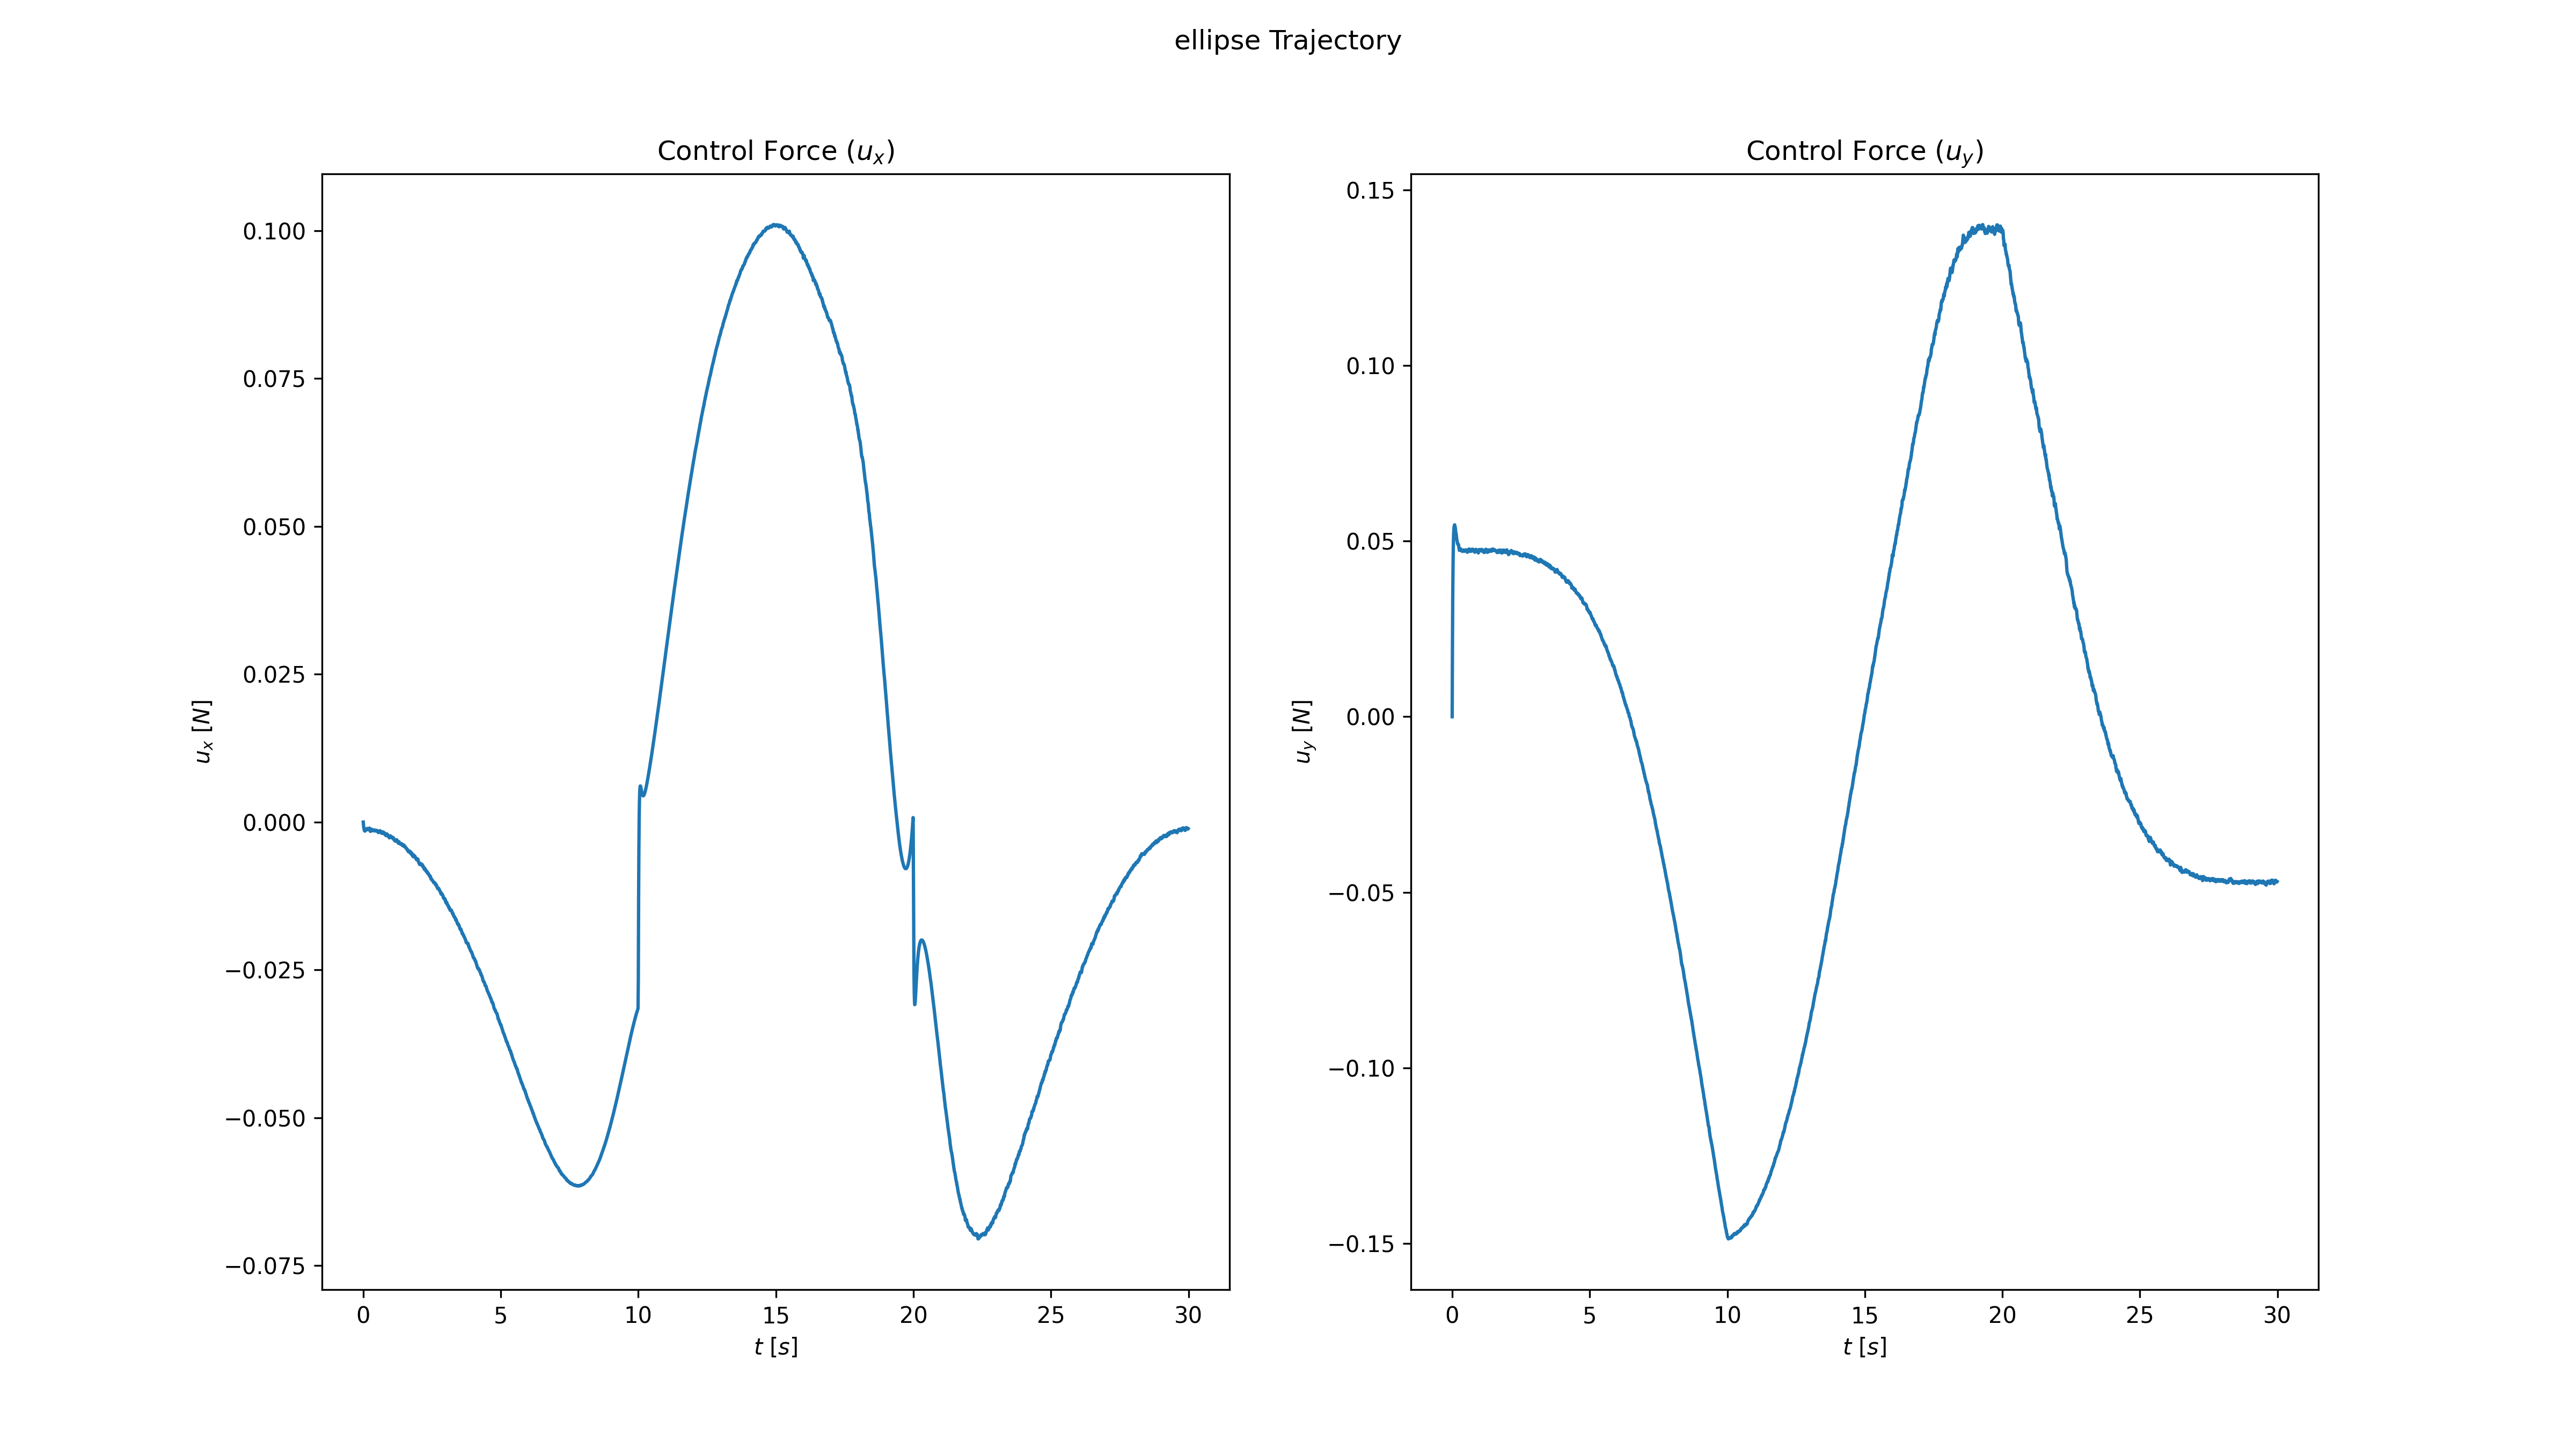 ellipse Trajectory
Control Force (u_x)
0.100
0.075
0.050
0.025
0.000
−0.025
−0.050
−0.075
u_x [N]
0 5 10 15 20 25 30
t [s]
Control Force (u_y)
0.15
0.10
0.05
0.00
−0.05
−0.10
−0.15
u_y [N]
0 5 10 15 20 25 30
t [s]